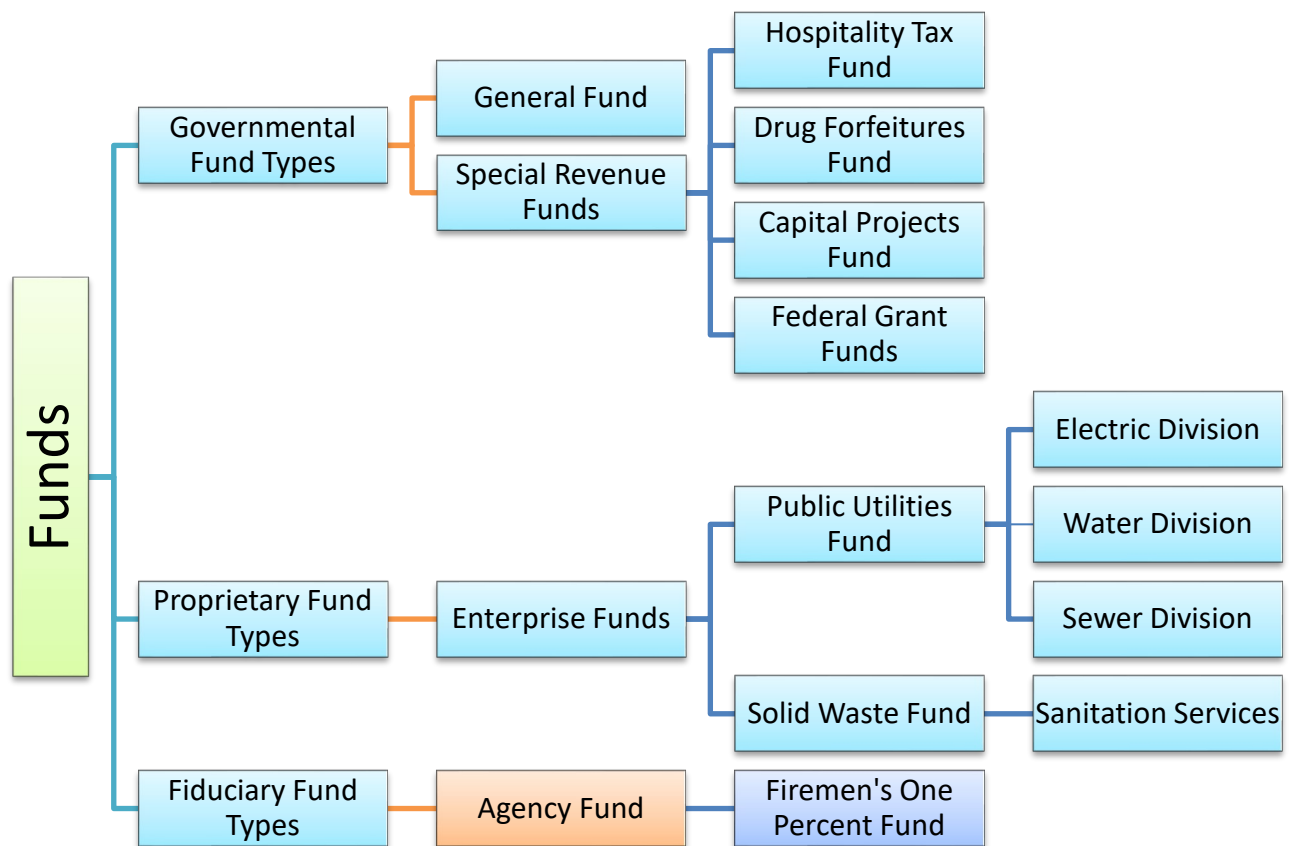 Funds
Governmental
Fund Types
General Fund
Special Revenue
Funds
Hospitality Tax
Fund
Drug Forfeitures
Fund
Capital Projects
Fund
Federal Grant
Funds
Proprietary Fund
Types
Enterprise Funds
Public Utilities
Fund
Electric Division
Water Division
Sewer Division
Solid Waste Fund
Sanitation Services
Fiduciary Fund
Types
Agency Fund
Firemen's One
Percent Fund